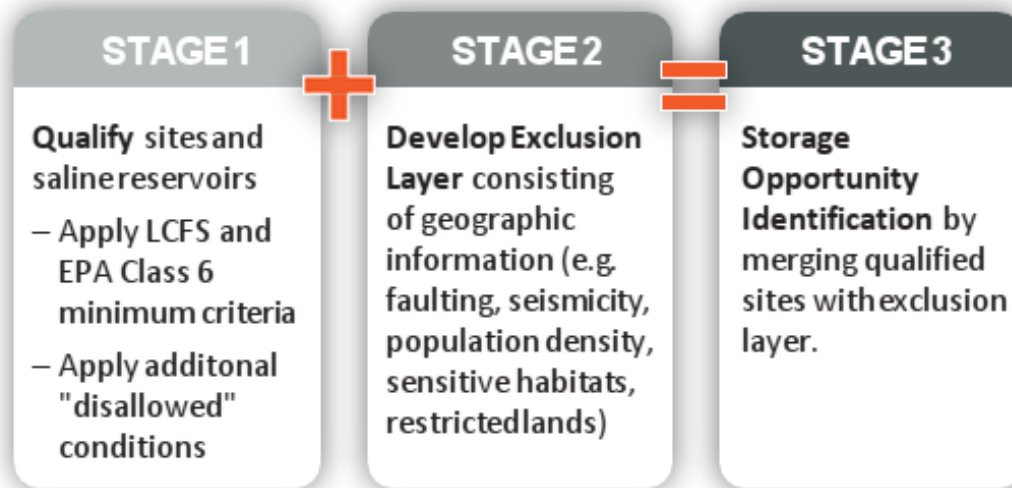 STAGE 1
Qualify sites and
saline reservoirs
– Apply LCFS and
EPA Class 6
minimum criteria
– Apply additonal
"disallowed"
conditions
+
STAGE 2
Develop Exclusion
Layer consisting
of geographic
information (e.g.
faulting, seismicity,
population density,
sensitive habitats,
restricted lands)
=
STAGE 3
Storage
Opportunity
Identification by
merging qualified
sites with exclusion
layer.